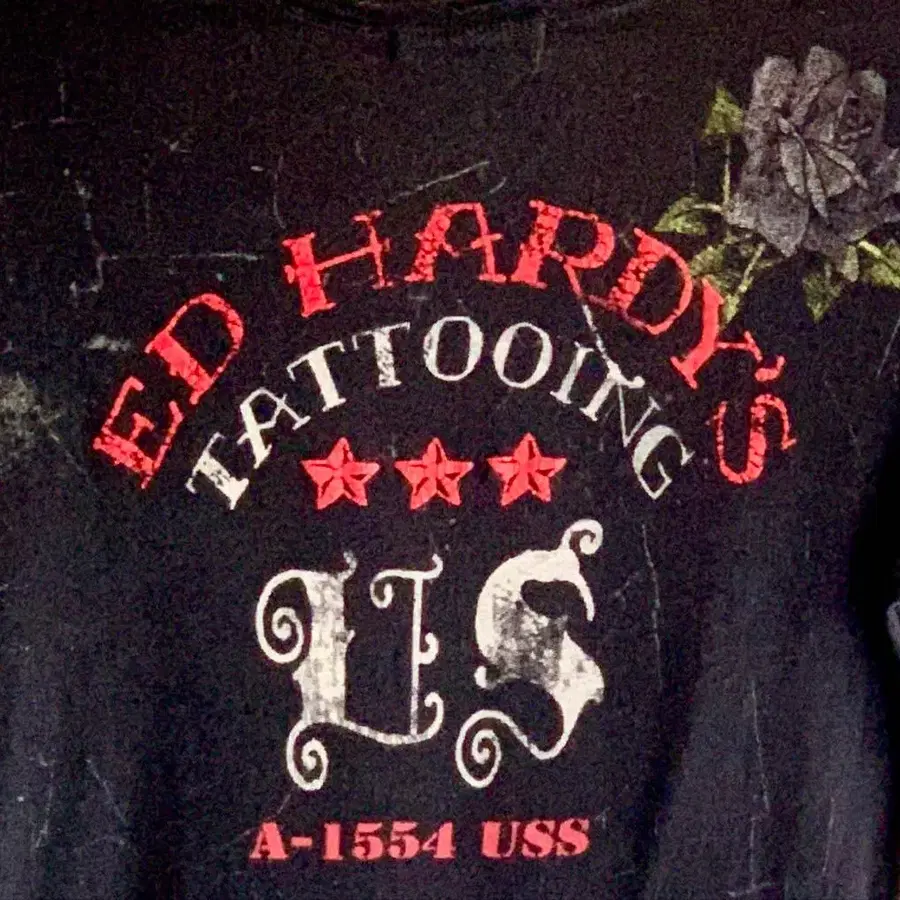 ED HARDY'S
TATTOOING
US
A-1554 USS